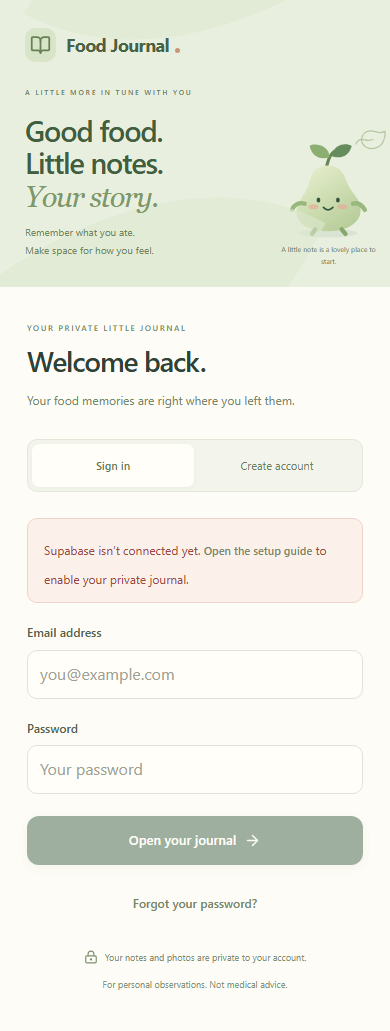 Food Journal
A LITTLE MORE IN TUNE WITH YOU
Good food.
Little notes.
Your story.
Remember what you ate.
Make space for how you feel.
A little note is a lovely place to
start.
YOUR PRIVATE LITTLE JOURNAL
Welcome back.
Your food memories are right where you left them.
Sign in
Create account
Supabase isn't connected yet. Open the setup guide to
enable your private journal.
Email address
you@example.com
Password
Your password
Open your journal →
Forgot your password?
Your notes and photos are private to your account.
For personal observations. Not medical advice.